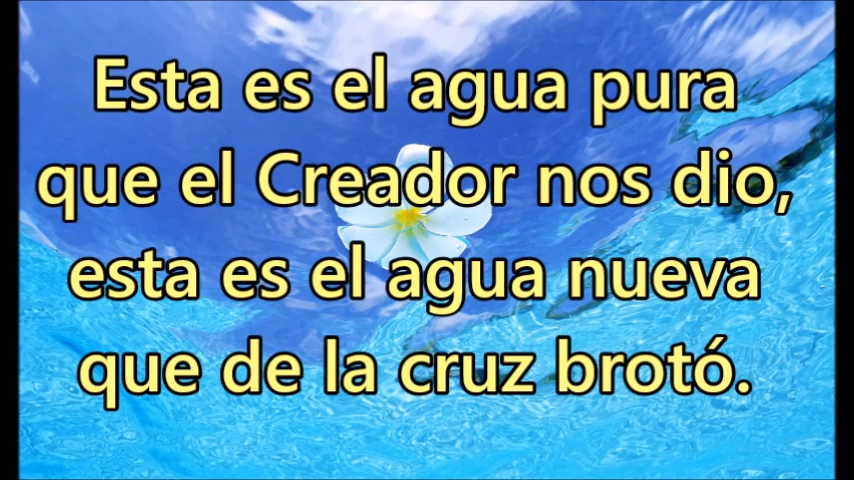 Esta es el agua pura
que el Creador nos dio,
esta es el agua nueva
que de la cruz brotó.